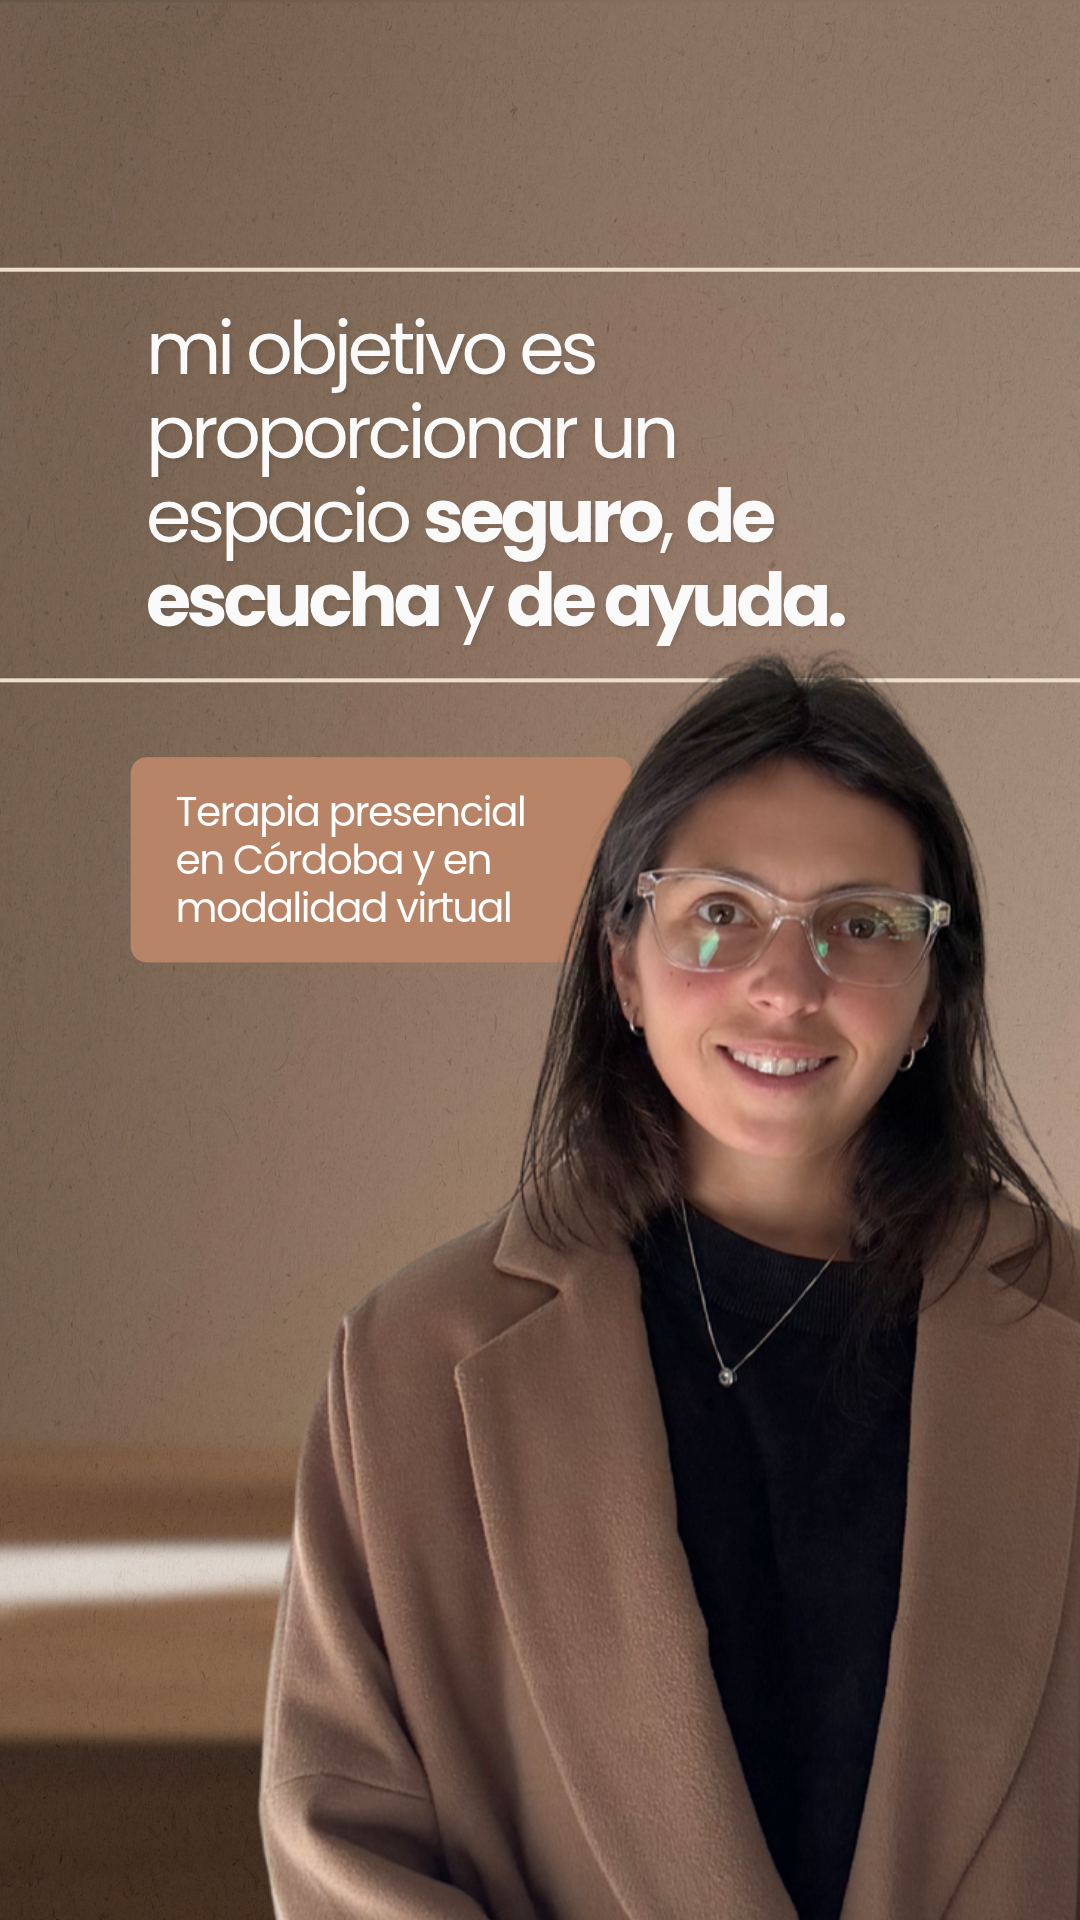 mi objetivo es
proporcionar un
espacio seguro, de
escucha y de ayuda.
Terapia presencial
en Córdoba y en
modalidad virtual